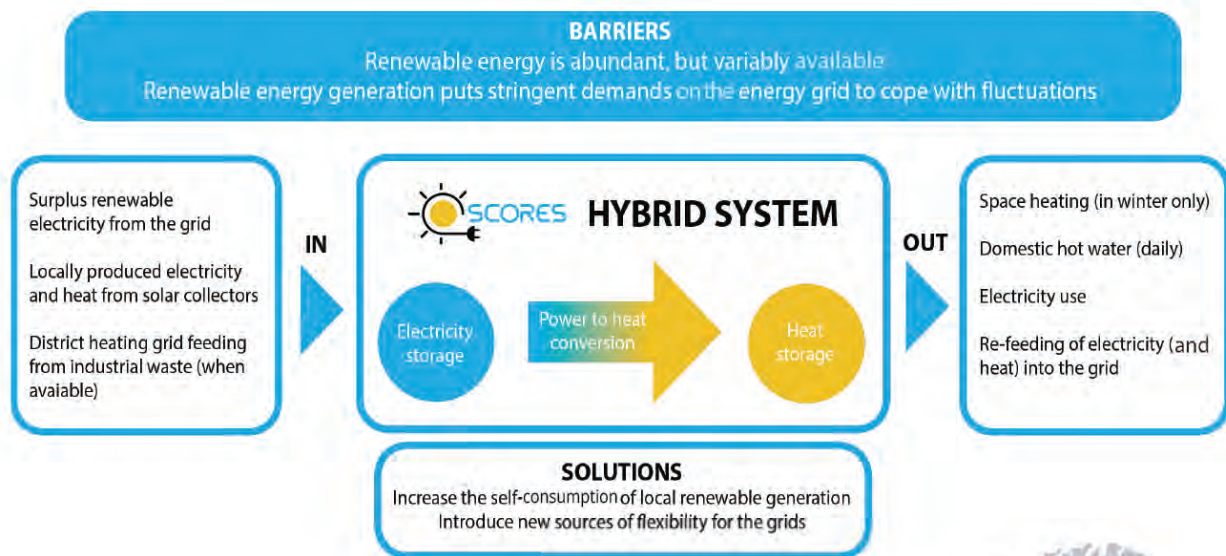 BARRIERS
Renewable energy is abundant, but variably available
Renewable energy generation puts stringent demands on the energy grid to cope with fluctuations
Surplus renewable
electricity from the grid
Locally produced electricity
and heat from solar collectors
District heating grid feeding
from industrial waste (when
avaiable)
IN
SCORES HYBRID SYSTEM
Electricity
storage
Power to heat
conversion
Heat
storage
OUT
Space heating (in winter only)
Domestic hot water (daily)
Electricity use
Re-feeding of electricity (and
heat) into the grid
SOLUTIONS
Increase the self-consumption of local renewable generation
Introduce new sources of flexibility for the grids